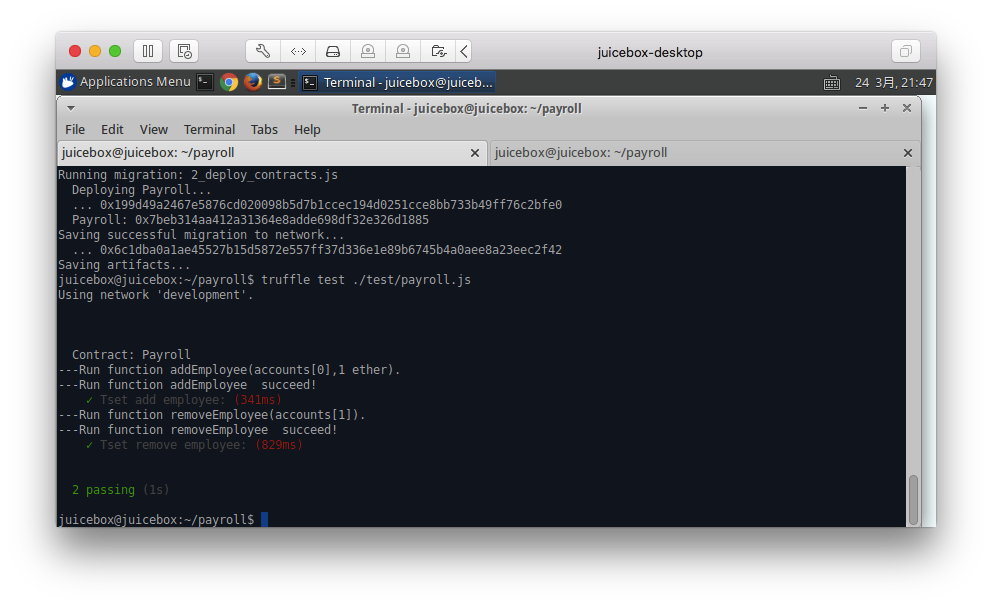 juicebox-desktop
Applications Menu
Terminal - juicebox@juiceb...
24 3月, 21:47
Terminal - juicebox@juicebox: ~/payroll
File Edit View Terminal Tabs Help
juicebox@juicebox: ~/payroll
juicebox@juicebox: ~/payroll
Running migration: 2_deploy_contracts.js
Deploying Payroll...
... 0x199d49a2467e5876cd020098b5d7b1ccec194d0251cce8bb733b49ff76c2bfe0
Payroll: 0x7beb314aa412a31364e8adde698df32e326d1885
Saving successful migration to network...
... 0x6c1dba0a1ae45527b15d5872e557ff37d336e1e89b6745b4a0aee8a23eec2f42
Saving artifacts...
juicebox@juicebox:~/payroll$ truffle test ./test/payroll.js
Using network 'development'.
Contract: Payroll
---Run function addEmployee(accounts[0],1 ether).
---Run function addEmployee  succeed!
✓ Tset add employee: (341ms)
---Run function removeEmployee(accounts[1]).
---Run function removeEmployee  succeed!
✓ Tset remove employee: (829ms)
2 passing (1s)
juicebox@juicebox:~/payroll$